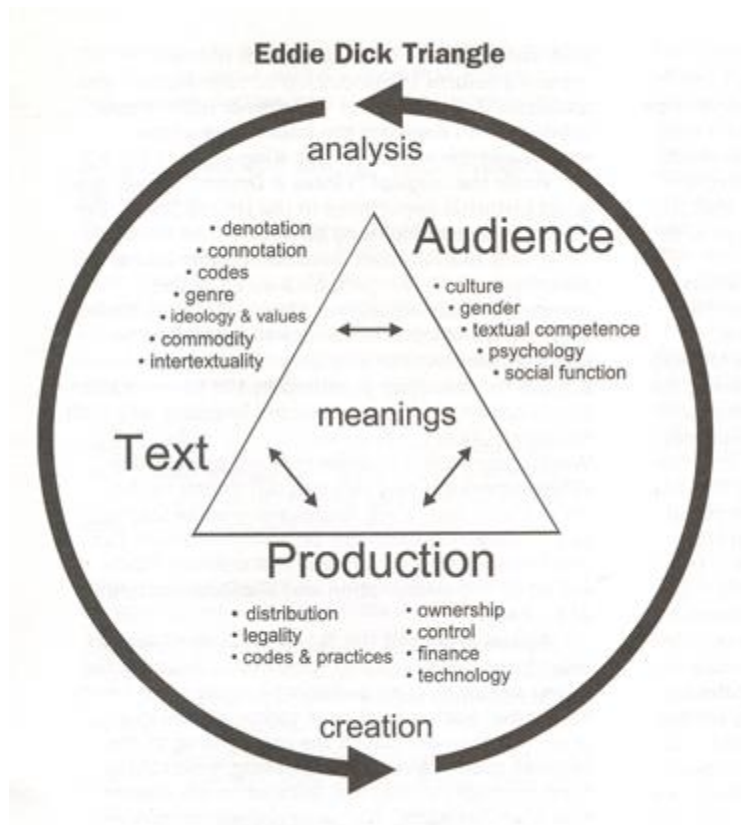 Eddie Dick Triangle
analysis
• denotation
• connotation
• codes
• genre
• ideology & values
• commodity
• intertextuality
Audience
• culture
• gender
• textual competence
• psychology
• social function
meanings
Text
Production
• distribution
• legality
• codes & practices
• ownership
• control
• finance
• technology
creation